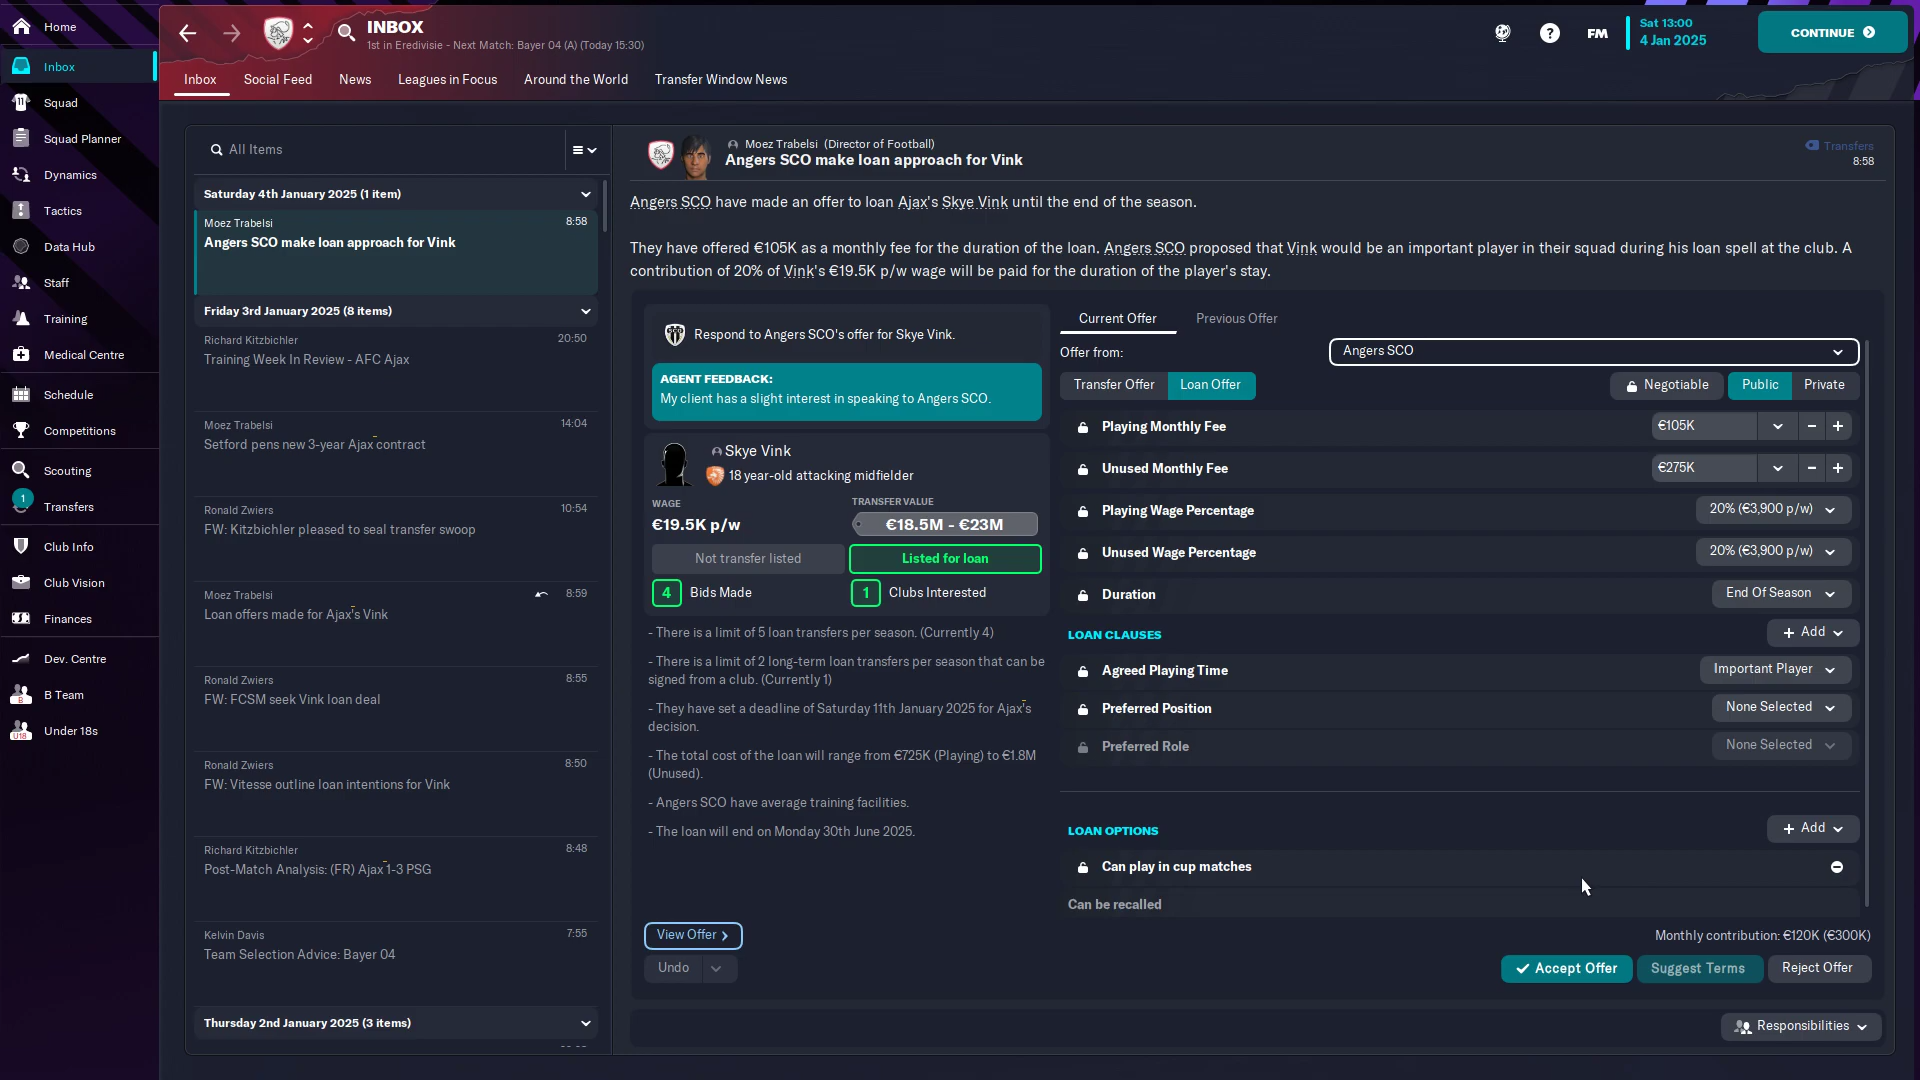 Home
Inbox
Squad
Squad Planner
Dynamics
Tactics
Data Hub
Staff
Training
Medical Centre
Schedule
Competitions
Scouting
1
Transfers
Club Info
Club Vision
Finances
Dev. Centre
B Team
Under 18s
INBOX
1st in Eredivisie - Next Match: Bayer 04 (A) (Today 15:30)
FM
Sat 13:00
4 Jan 2025
CONTINUE
Inbox
Social Feed
News
Leagues in Focus
Around the World
Transfer Window News
All Items
Saturday 4th January 2025 (1 item)
Moez Trabelsi 8:58
Angers SCO make loan approach for Vink
Friday 3rd January 2025 (8 items)
Richard Kitzbichler 20:50
Training Week In Review - AFC Ajax
Moez Trabelsi 14:04
Setford pens new 3-year Ajax contract
Ronald Zwiers 10:54
FW: Kitzbichler pleased to seal transfer swoop
Moez Trabelsi 8:59
Loan offers made for Ajax's Vink
Ronald Zwiers 8:55
FW: FCSM seek Vink loan deal
Ronald Zwiers 8:50
FW: Vitesse outline loan intentions for Vink
Richard Kitzbichler 8:48
Post-Match Analysis: (FR) Ajax 1-3 PSG
Kelvin Davis 7:55
Team Selection Advice: Bayer 04
Thursday 2nd January 2025 (3 items)
Moez Trabelsi (Director of Football)
Angers SCO make loan approach for Vink
Transfers
8:58
Angers SCO have made an offer to loan Ajax's Skye Vink until the end of the season.
They have offered €105K as a monthly fee for the duration of the loan. Angers SCO proposed that Vink would be an important player in their squad during his loan spell at the club. A
contribution of 20% of Vink's €19.5K p/w wage will be paid for the duration of the player's stay.
Respond to Angers SCO's offer for Skye Vink.
AGENT FEEDBACK:
My client has a slight interest in speaking to Angers SCO.
Skye Vink
18 year-old attacking midfielder
WAGE
TRANSFER VALUE
€19.5K p/w
€18.5M - €23M
Not transfer listed
Listed for loan
4 Bids Made
1 Clubs Interested
- There is a limit of 5 loan transfers per season. (Currently 4)
- There is a limit of 2 long-term loan transfers per season that can be
signed from a club. (Currently 1)
- They have set a deadline of Saturday 11th January 2025 for Ajax's
decision.
- The total cost of the loan will range from €725K (Playing) to €1.8M
(Unused).
- Angers SCO have average training facilities.
- The loan will end on Monday 30th June 2025.
View Offer
Undo
Current Offer
Previous Offer
Offer from:
Angers SCO
Transfer Offer
Loan Offer
Negotiable
Public
Private
Playing Monthly Fee €105K
Unused Monthly Fee €275K
Playing Wage Percentage 20% (€3,900 p/w)
Unused Wage Percentage 20% (€3,900 p/w)
Duration End Of Season
LOAN CLAUSES + Add
Agreed Playing Time Important Player
Preferred Position None Selected
Preferred Role None Selected
LOAN OPTIONS + Add
Can play in cup matches
Can be recalled
Monthly contribution: €120K (€300K)
Accept Offer
Suggest Terms
Reject Offer
Responsibilities